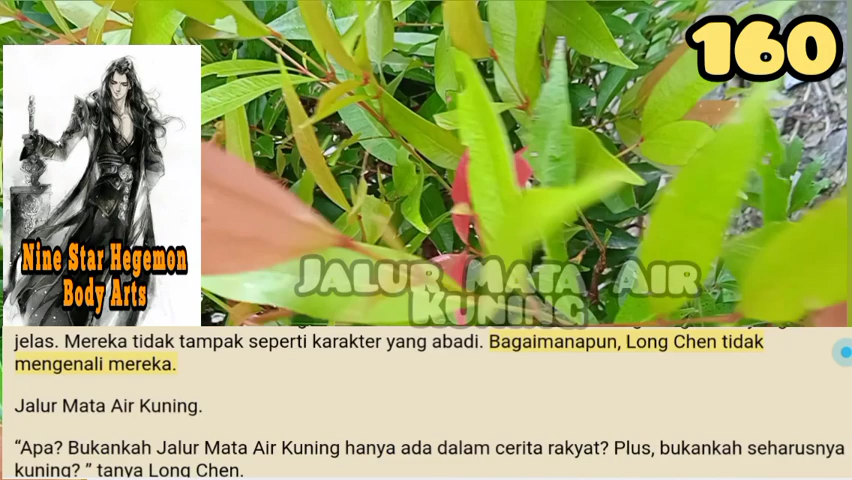 160
Nine Star Hegemon
Body Arts
Jalur Mata Air
Kuning
jelas. Mereka tidak tampak seperti karakter yang abadi. Bagaimanapun, Long Chen tidak
mengenali mereka.
Jalur Mata Air Kuning.
“Apa? Bukankah Jalur Mata Air Kuning hanya ada dalam cerita rakyat? Plus, bukankah seharusnya
kuning? ” tanya Long Chen.